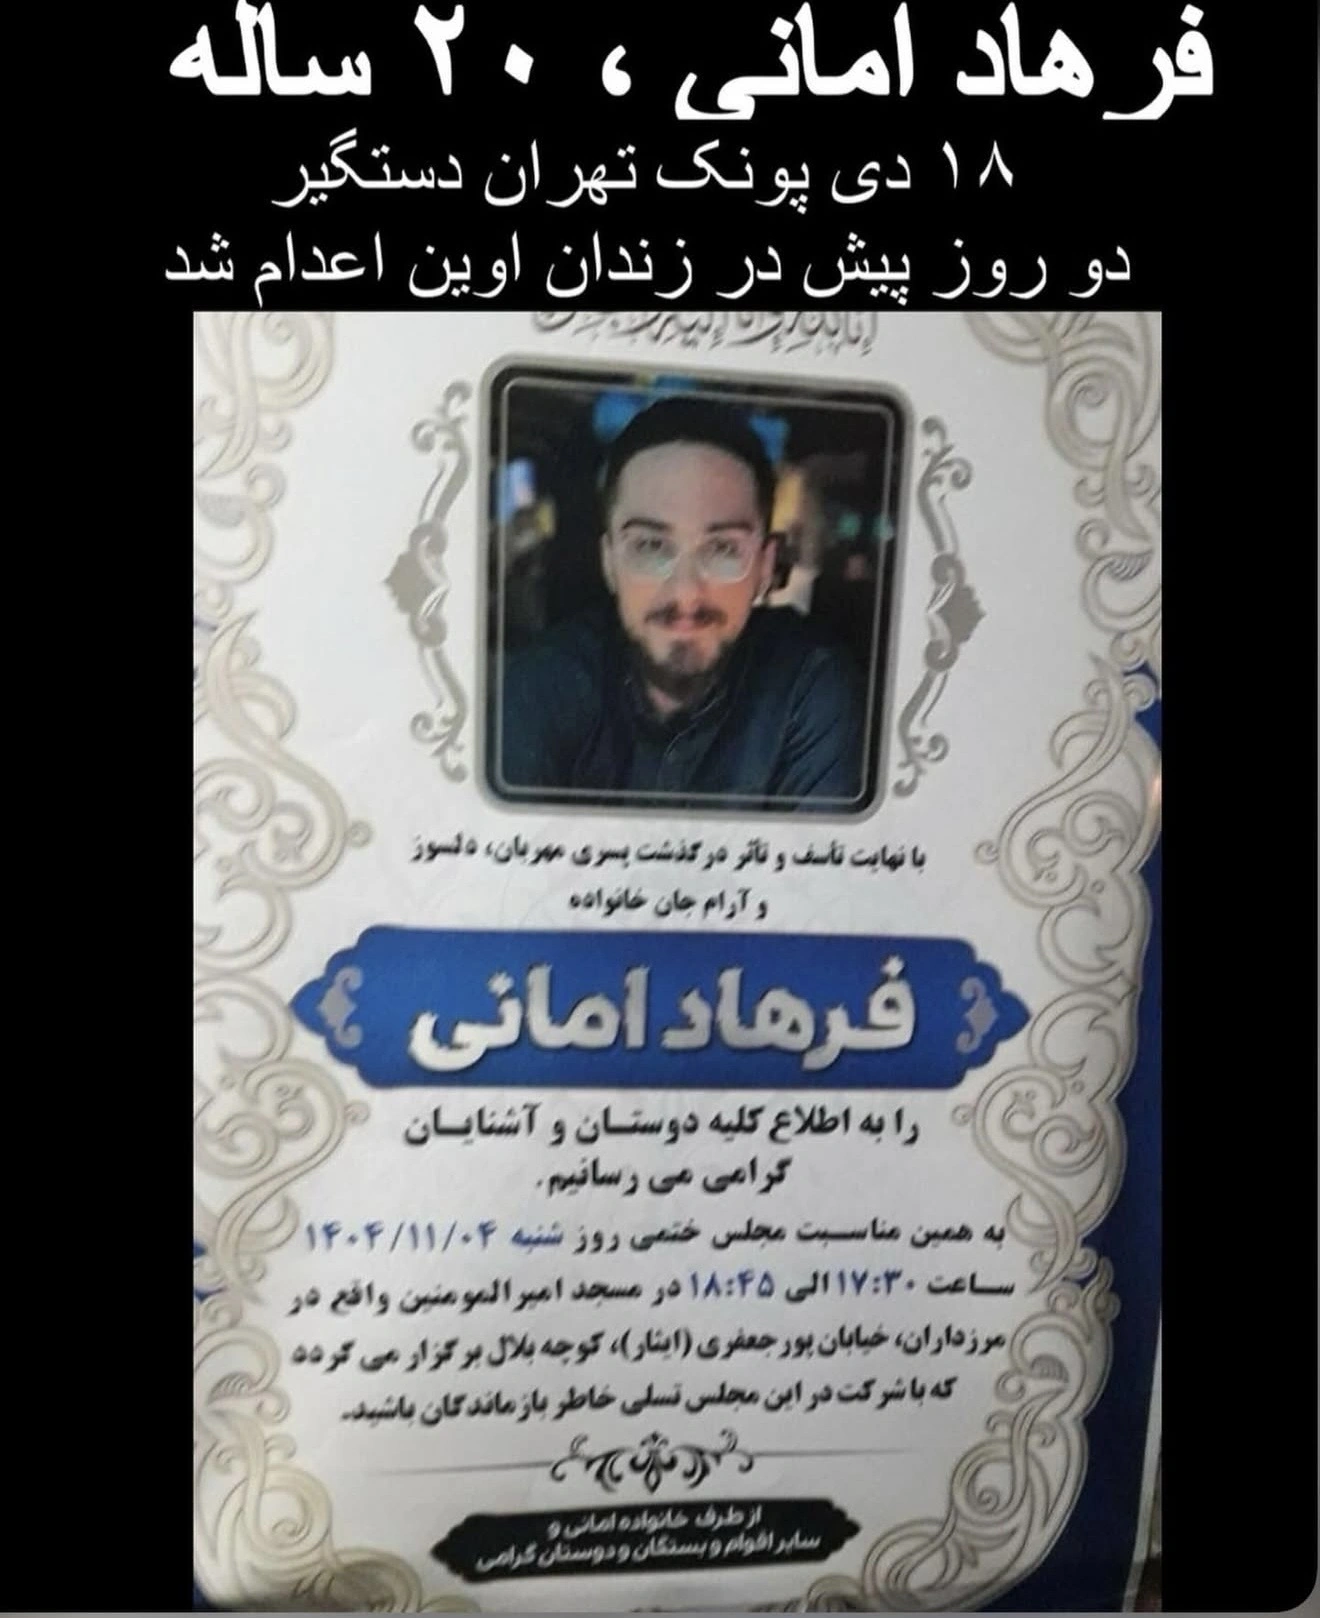 فرهاد امانی ، ۲۰ ساله
۱۸ دی پونک تهران دستگیر
دو روز پیش در زندان اوین اعدام شد
با نهایت تأسف و تأثر درگذشت پسری مهربان، دلسوز
و آرام جان خانواده
فرهاد امانی
را به اطلاع کلیه دوستان و آشنایان
گرامی می رسانیم.
به همین مناسبت مجلس ختمی روز شنبه ۱۴۰۴/۱۱/۰۴
ساعت ۱۷:۳۰ الی ۱۸:۴۵ در مسجد امیرالمومنین واقع در
مرزداران، خیابان پورجعفری (ایثار)، کوچه بلال برگزار می گردد
که با شرکت در این مجلس تسلی خاطر بازماندگان باشید.
از طرف خانواده امانی و
سایر اقوام و بستگان و دوستان گرامی